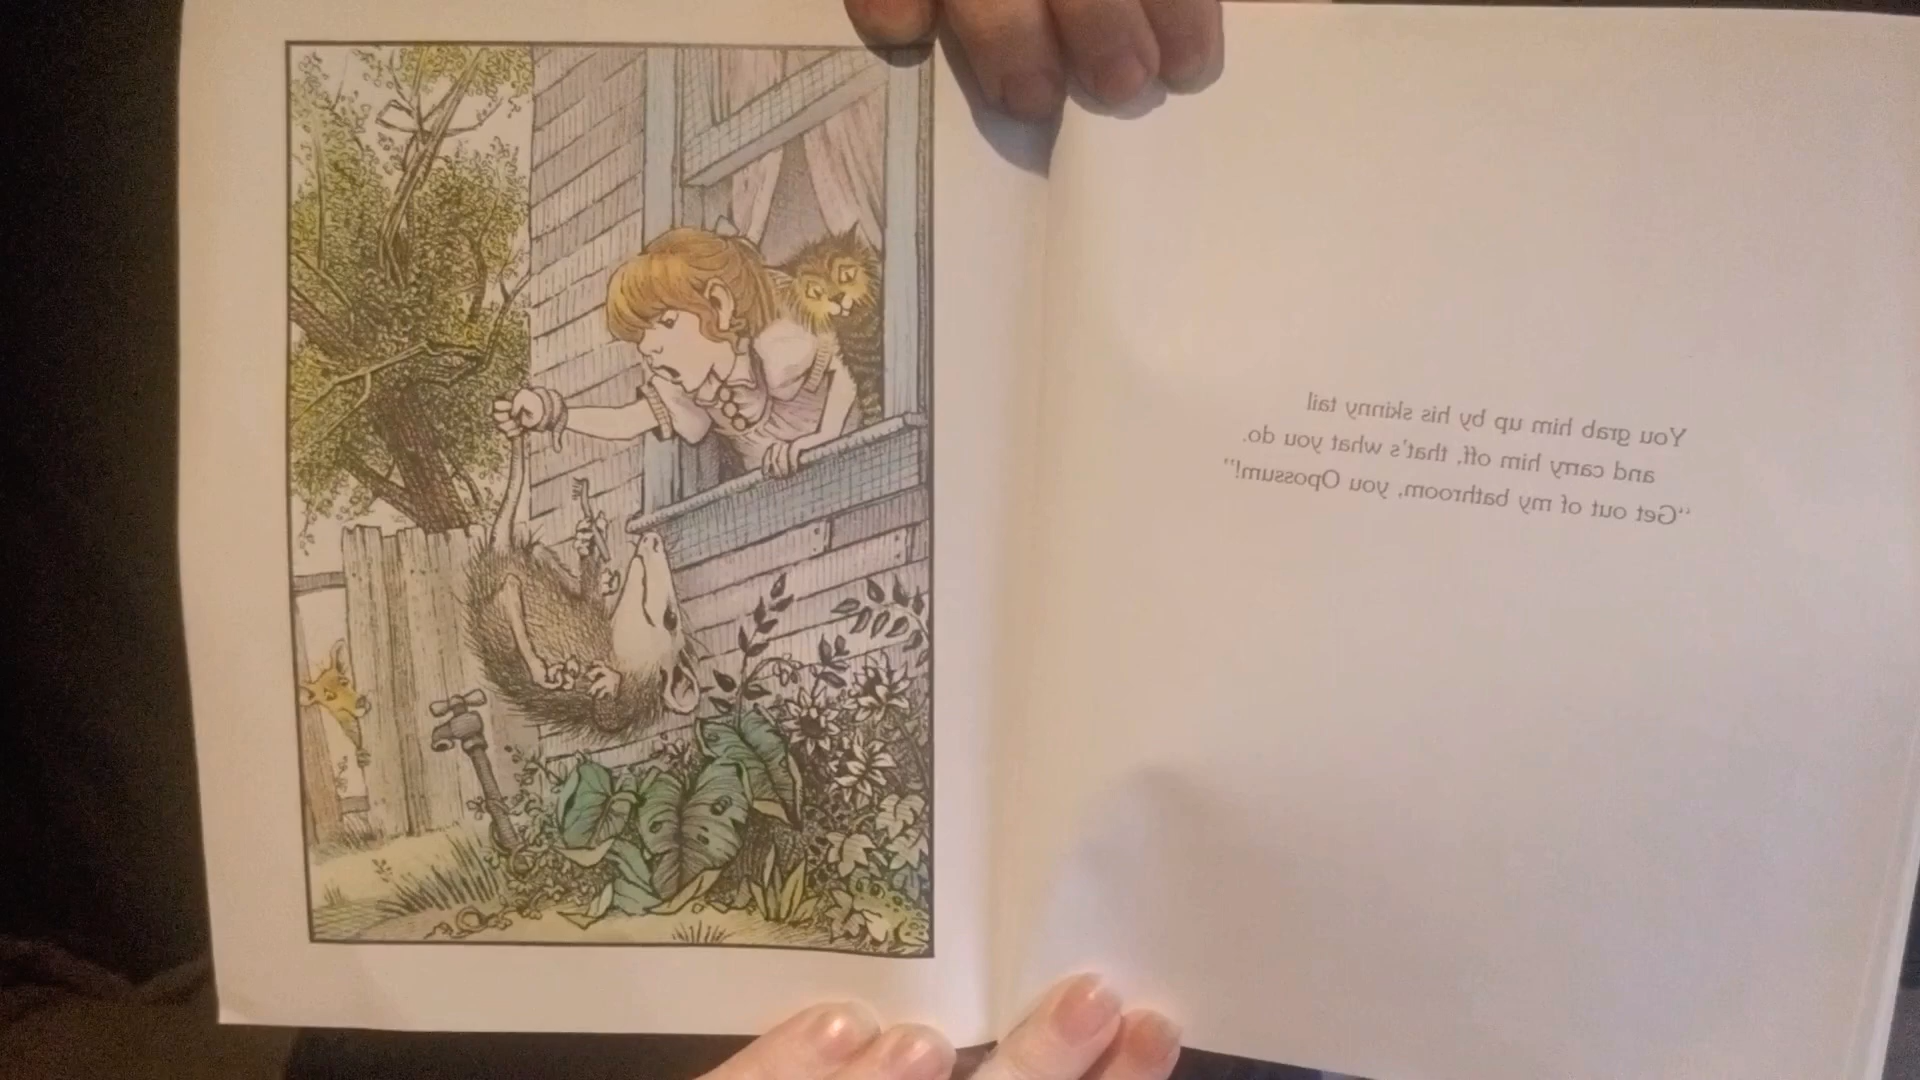 You grab him up by his skinny tail
and carry him off, that's what you do.
"Get out of my bathroom, you Opossum!"